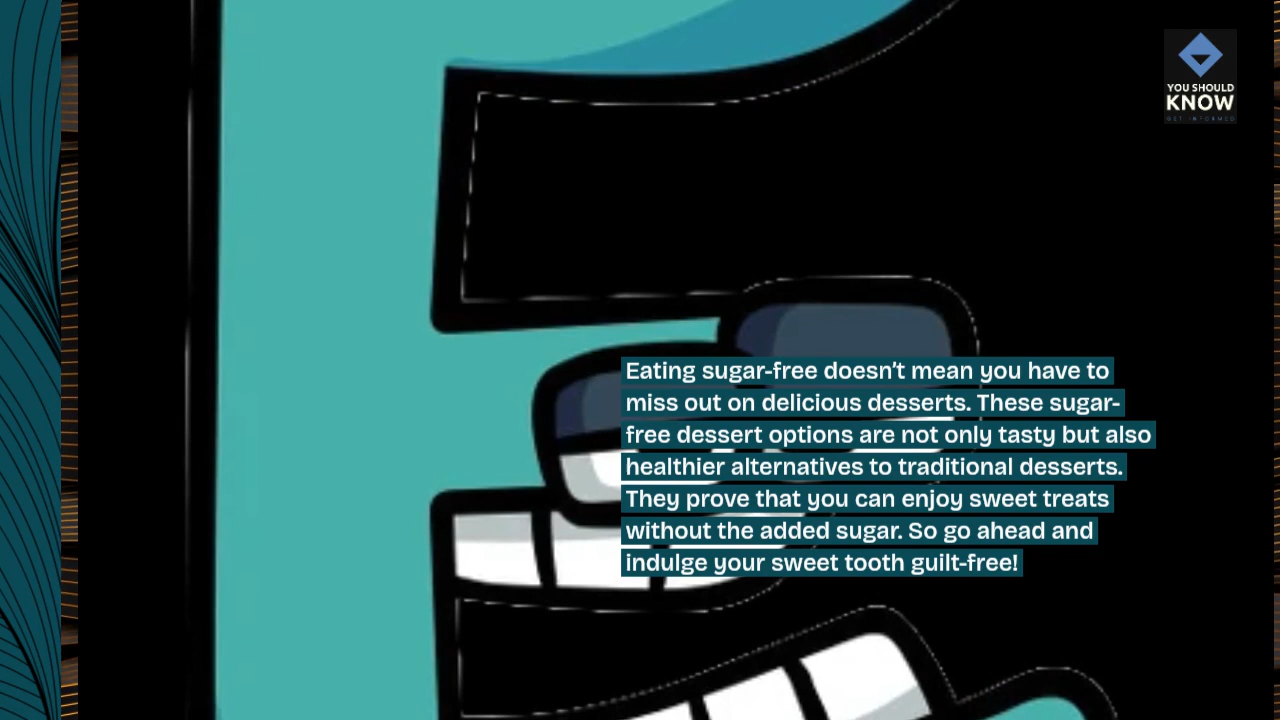 YOU SHOULD
KNOW
GET INFORMED
Eating sugar-free doesn't mean you have to
miss out on delicious desserts. These sugar-
free dessert options are not only tasty but also
healthier alternatives to traditional desserts.
They prove that you can enjoy sweet treats
without the added sugar. So go ahead and
indulge your sweet tooth guilt-free!